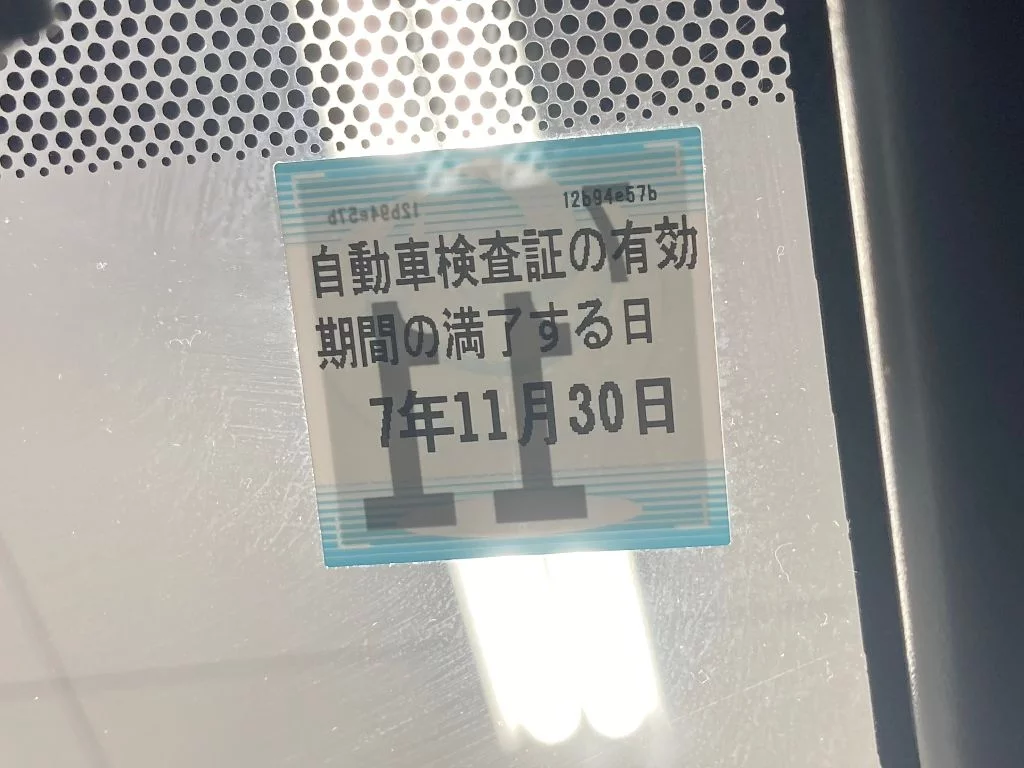 12b94e57b
自動車検査証の有効
期間の満了する日
7年11月30日